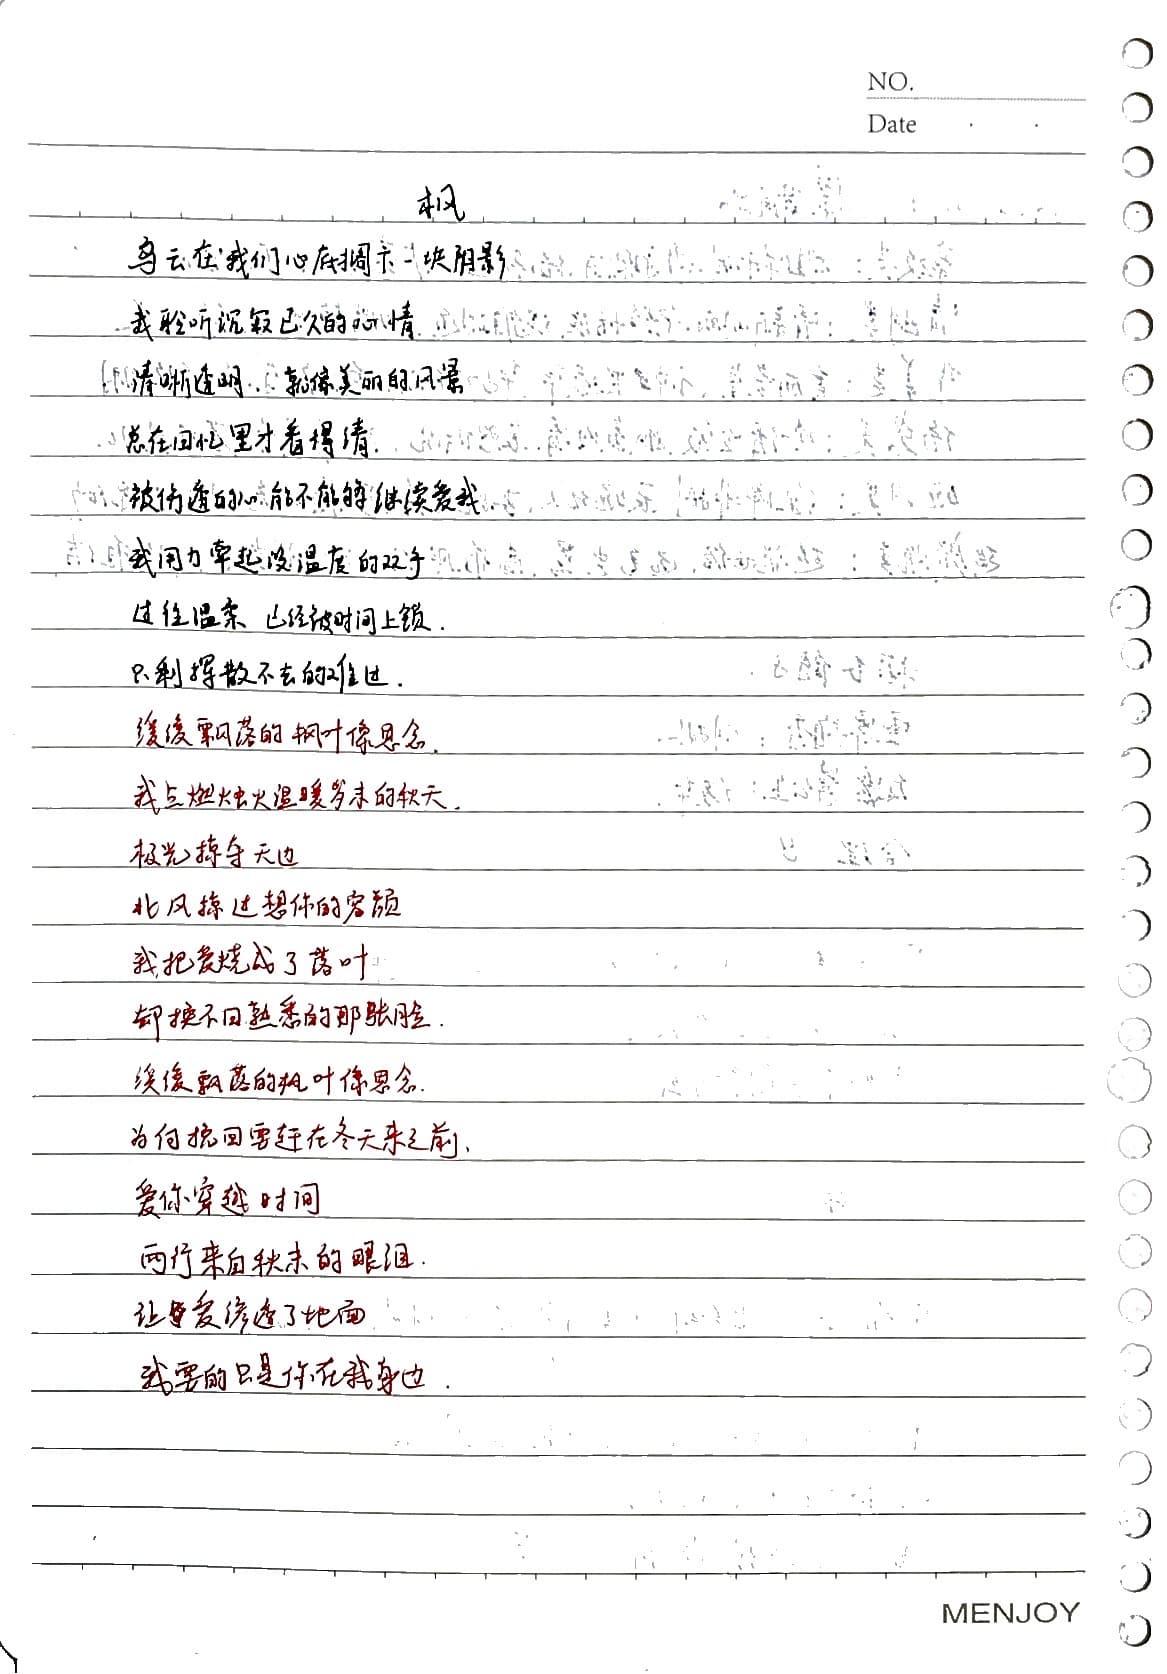 NO.
Date
枫
乌云在我们心底搁下一块阴影
我聆听沉寂已久的心情
清晰透明，就像美丽的风景
总在回忆里才看得清.
被伤透的心能不能够继续爱我.
我用力牵起没温度的双手
过往温柔 已经被时间上锁.
只剩挥散不去的难过.
缓缓飘落的枫叶像思念.
我点燃烛火温暖岁末的秋天.
极光掠夺天边
北风掠过想你的容颜
我把爱烧成了落叶
却换不回熟悉的那张脸.
缓缓飘落的枫叶像思念.
为何挽回要赶在冬天来之前.
爱你穿越时间
两行来自秋末的眼泪.
让爱渗透了地面
我要的只是你在我身边.
MENJOY